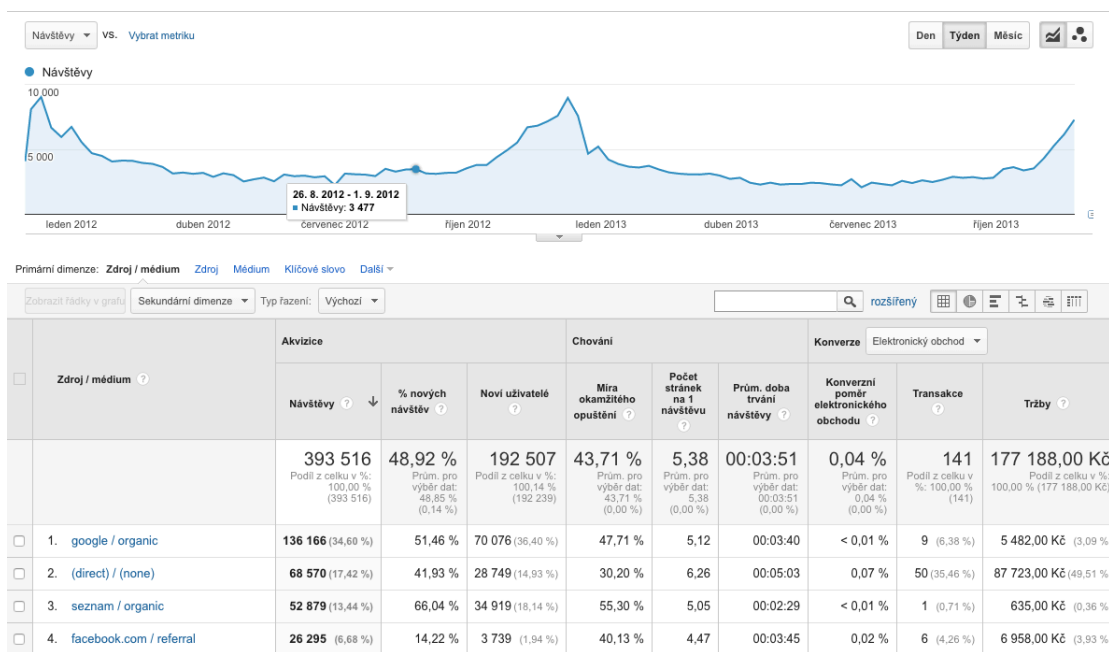 Návštěvy vs. Vybrat metriku Den Týden Měsíc
Návštěvy
10 000
5 000
26. 8. 2012 - 1. 9. 2012
Návštěvy: 3 477
leden 2012 duben 2012 červenec 2012 říjen 2012 leden 2013 duben 2013 červenec 2013 říjen 2013
Primární dimenze: Zdroj / médium Zdroj Médium Klíčové slovo Další
Zobrazit řádky v grafu Sekundární dimenze Typ řazení: Výchozí rozšířený
Akvizice Chování Konverze Elektronický obchod
Zdroj / médium ?
Návštěvy ?
% nových
návštěv ?
Noví uživatelé
?
Míra
okamžitého
opuštění ?
Počet
stránek
na 1
návštěvu
?
Prům. doba
trvání
návštěvy ?
Konverzní
poměr
elektronického
obchodu ?
Transakce
?
Tržby ?
393 516
Podíl z celku v %:
100,00 %
(393 516)
48,92 %
Prům. pro
výběr dat:
48,85 %
(0,14 %)
192 507
Podíl z celku v %:
100,14 %
(192 239)
43,71 %
Prům. pro
výběr dat:
43,71 %
(0,00 %)
5,38
Prům. pro
výběr dat:
5,38
(0,00 %)
00:03:51
Prům. pro
výběr dat:
00:03:51
(0,00 %)
0,04 %
Prům. pro
výběr dat:
0,04 %
(0,00 %)
141
Podíl z celku v
%: 100,00 %
(141)
177 188,00 Kč
Podíl z celku v %:
100,00 % (177 188,00 Kč)
1. google / organic 136 166 (34,60 %) 51,46 % 70 076 (36,40 %) 47,71 % 5,12 00:03:40 < 0,01 % 9 (6,38 %) 5 482,00 Kč (3,09 %
2. (direct) / (none) 68 570 (17,42 %) 41,93 % 28 749 (14,93 %) 30,20 % 6,26 00:05:03 0,07 % 50 (35,46 %) 87 723,00 Kč (49,51 %
3. seznam / organic 52 879 (13,44 %) 66,04 % 34 919 (18,14 %) 55,30 % 5,05 00:02:29 < 0,01 % 1 (0,71 %) 635,00 Kč (0,36 %
4. facebook.com / referral 26 295 (6,68 %) 14,22 % 3 739 (1,94 %) 40,13 % 4,47 00:03:45 0,02 % 6 (4,26 %) 6 958,00 Kč (3,93 %